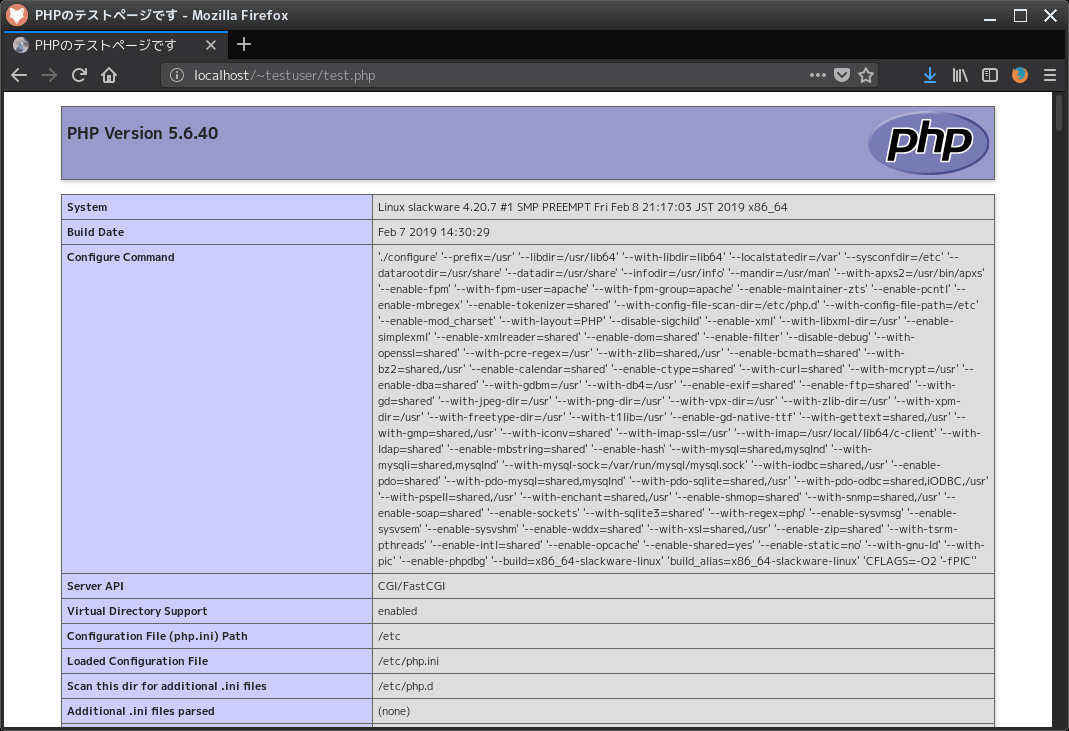 PHPのテストページです - Mozilla Firefox
PHPのテストページです
localhost/~testuser/test.php
PHP Version 5.6.40
php
System Linux slackware 4.20.7 #1 SMP PREEMPT Fri Feb 8 21:17:03 JST 2019 x86_64
Build Date Feb 7 2019 14:30:29
Configure Command './configure' '--prefix=/usr' '--libdir=/usr/lib64' '--with-libdir=lib64' '--localstatedir=/var' '--sysconfdir=/etc' '--
datarootdir=/usr/share' '--datadir=/usr/share' '--infodir=/usr/info' '--mandir=/usr/man' '--with-apxs2=/usr/bin/apxs'
'--enable-fpm' '--with-fpm-user=apache' '--with-fpm-group=apache' '--enable-maintainer-zts' '--enable-pcntl' '--
enable-mbregex' '--enable-tokenizer=shared' '--with-config-file-scan-dir=/etc/php.d' '--with-config-file-path=/etc'
'--enable-mod_charset' '--with-layout=PHP' '--disable-sigchild' '--enable-xml' '--with-libxml-dir=/usr' '--enable-
simplexml' '--enable-xmlreader=shared' '--enable-dom=shared' '--enable-filter' '--disable-debug' '--with-
openssl=shared' '--with-pcre-regex=/usr' '--with-zlib=shared,/usr' '--enable-bcmath=shared' '--with-
bz2=shared,/usr' '--enable-calendar=shared' '--enable-ctype=shared' '--with-curl=shared' '--with-mcrypt=/usr' '--
enable-dba=shared' '--with-gdbm=/usr' '--with-db4=/usr' '--enable-exif=shared' '--enable-ftp=shared' '--with-
gd=shared' '--with-jpeg-dir=/usr' '--with-png-dir=/usr' '--with-vpx-dir=/usr' '--with-zlib-dir=/usr' '--with-xpm-
dir=/usr' '--with-freetype-dir=/usr' '--with-t1lib=/usr' '--enable-gd-native-ttf' '--with-gettext=shared,/usr' '--
with-gmp=shared,/usr' '--with-iconv=shared' '--with-imap-ssl=/usr' '--with-imap=/usr/local/lib64/c-client' '--with-
ldap=shared' '--enable-mbstring=shared' '--enable-hash' '--with-mysql=shared,mysqlnd' '--with-
mysqli=shared,mysqlnd' '--with-mysql-sock=/var/run/mysql/mysql.sock' '--with-iodbc=shared,/usr' '--enable-
pdo=shared' '--with-pdo-mysql=shared,mysqlnd' '--with-pdo-sqlite=shared,/usr' '--with-pdo-odbc=shared,iODBC,/usr'
'--with-pspell=shared,/usr' '--with-enchant=shared,/usr' '--enable-shmop=shared' '--with-snmp=shared,/usr' '--
enable-soap=shared' '--enable-sockets' '--with-sqlite3=shared' '--with-regex=php' '--enable-sysvmsg' '--enable-
sysvsem' '--enable-sysvshm' '--enable-wddx=shared' '--with-xsl=shared,/usr' '--enable-zip=shared' '--with-tsrm-
pthreads' '--enable-intl=shared' '--enable-opcache' '--enable-shared=yes' '--enable-static=no' '--with-gnu-ld' '--with-
pic' '--enable-phpdbg' '--build=x86_64-slackware-linux' 'build_alias=x86_64-slackware-linux' 'CFLAGS=-O2 '-fPIC''
Server API CGI/FastCGI
Virtual Directory Support enabled
Configuration File (php.ini) Path /etc
Loaded Configuration File /etc/php.ini
Scan this dir for additional .ini files /etc/php.d
Additional .ini files parsed (none)